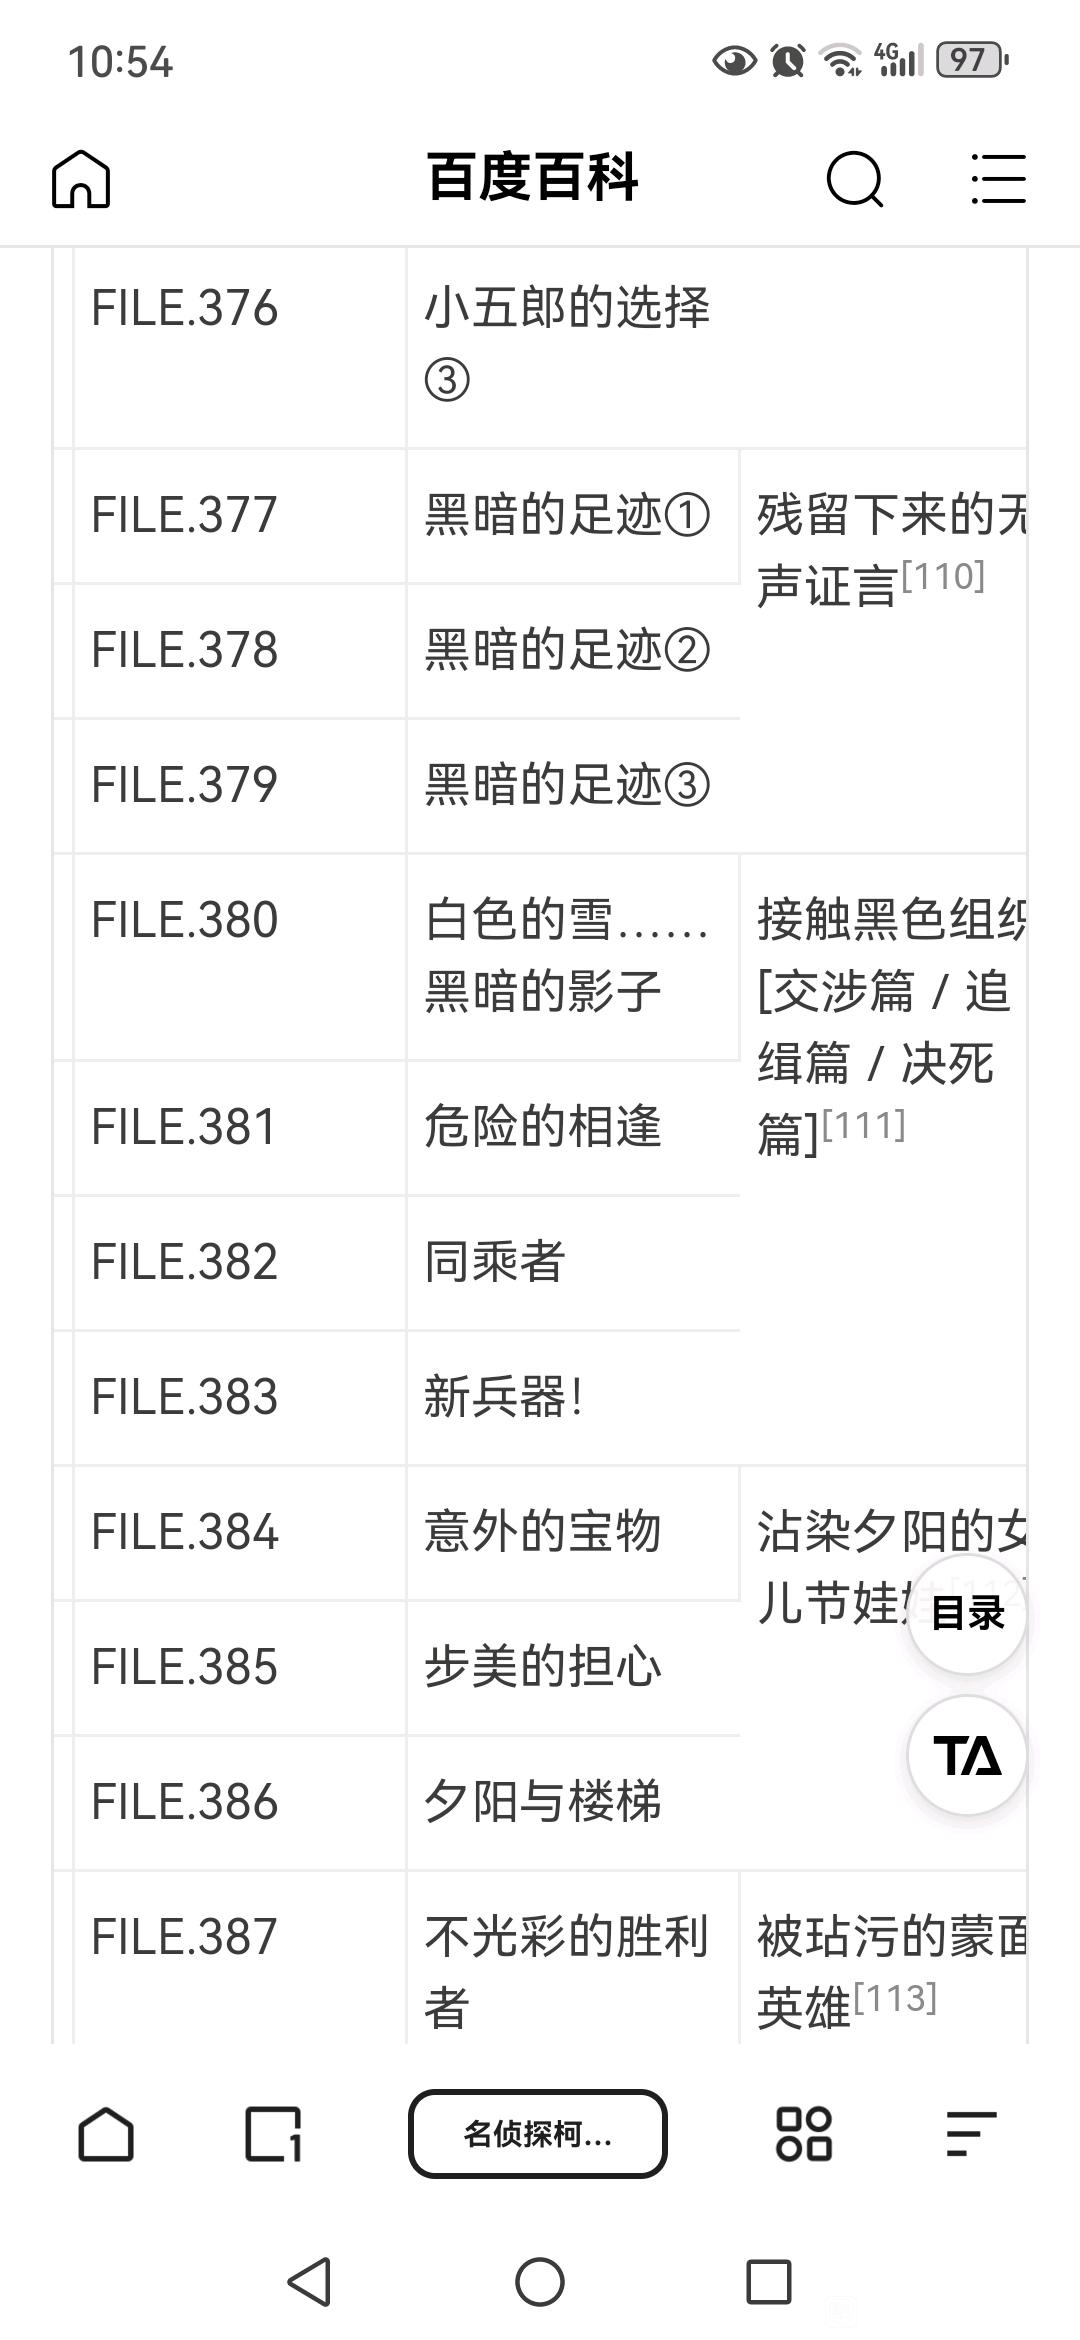 10:54
4G
97
百度百科
FILE.376
小五郎的选择
③
FILE.377
黑暗的足迹①
残留下来的无
声证言[110]
FILE.378
黑暗的足迹②
FILE.379
黑暗的足迹③
FILE.380
白色的雪……
黑暗的影子
接触黑色组织
[交涉篇 / 追
缉篇 / 决死
篇][111]
FILE.381
危险的相逢
FILE.382
同乘者
FILE.383
新兵器!
FILE.384
意外的宝物
沾染夕阳的女
儿节娃娃[112]
目录
FILE.385
步美的担心
TA
FILE.386
夕阳与楼梯
FILE.387
不光彩的胜利
者
被玷污的蒙面
英雄[113]
1
名侦探柯...